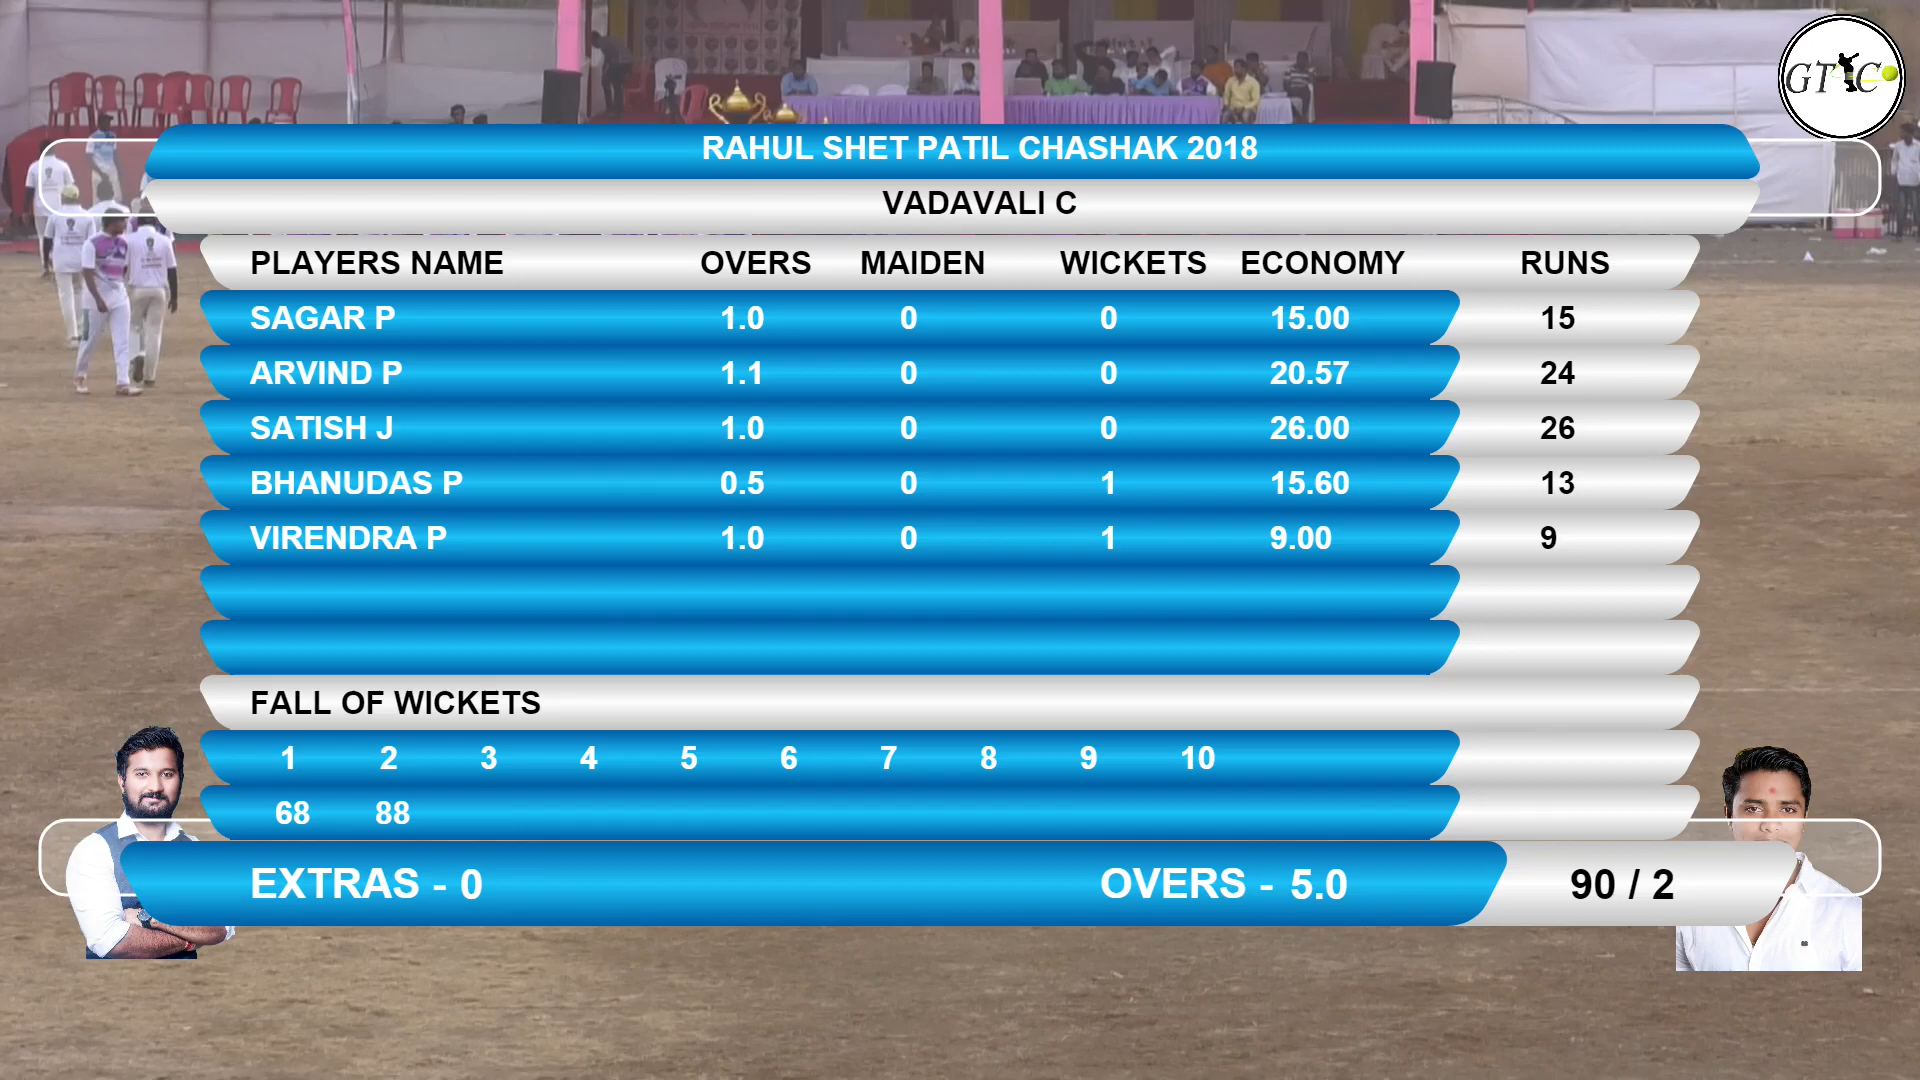 GTC
RAHUL SHET PATIL CHASHAK 2018
VADAVALI C
PLAYERS NAME OVERS MAIDEN WICKETS ECONOMY RUNS
SAGAR P 1.0 0 0 15.00 15
ARVIND P 1.1 0 0 20.57 24
SATISH J 1.0 0 0 26.00 26
BHANUDAS P 0.5 0 1 15.60 13
VIRENDRA P 1.0 0 1 9.00 9
FALL OF WICKETS
1 2 3 4 5 6 7 8 9 10
68 88
EXTRAS - 0 OVERS - 5.0 90 / 2